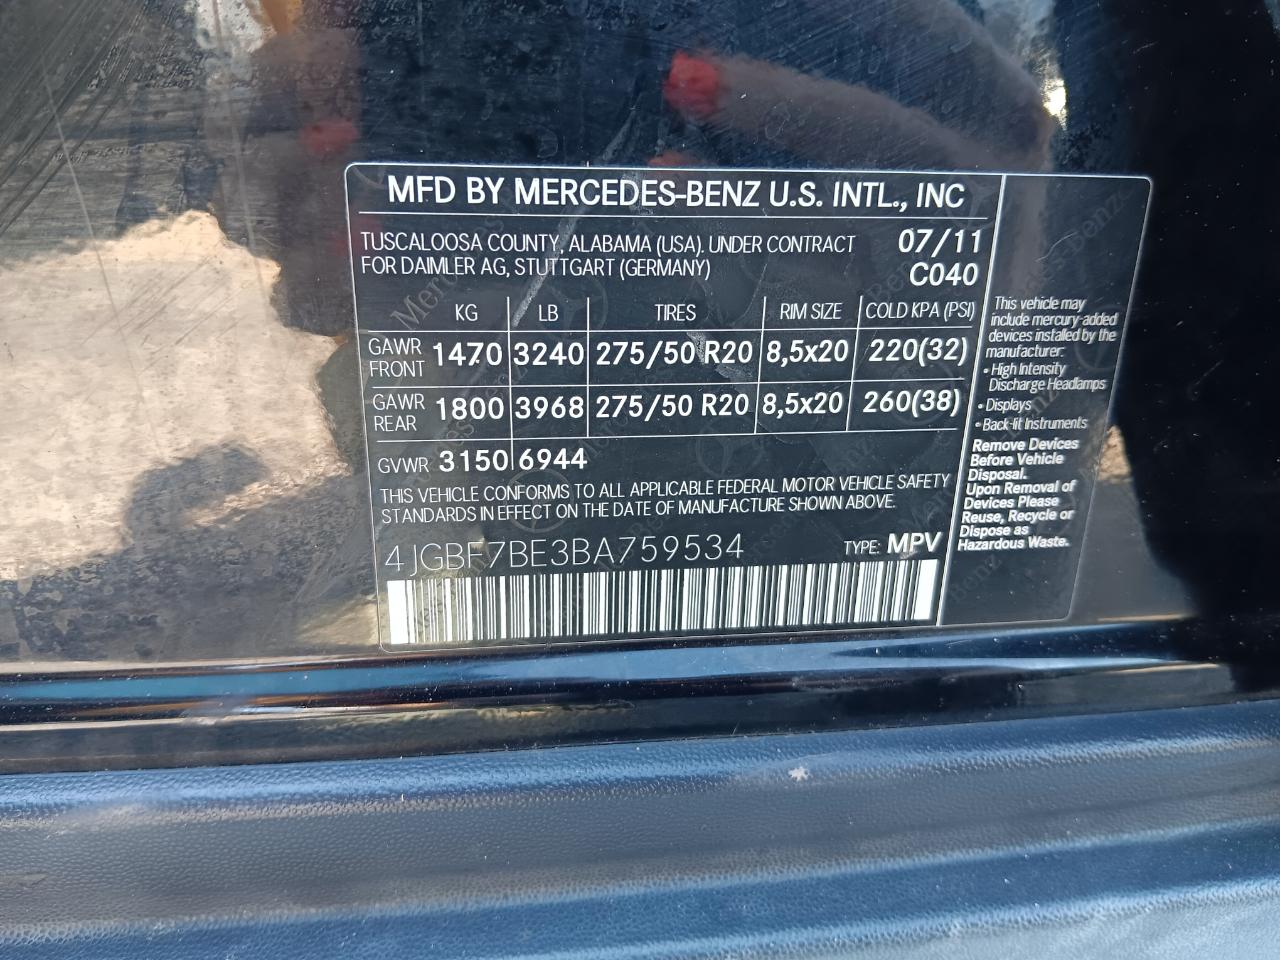 MFD BY MERCEDES-BENZ U.S. INTL., INC
TUSCALOOSA COUNTY, ALABAMA (USA). UNDER CONTRACT 07/11
FOR DAIMLER AG, STUTTGART (GERMANY) C040
KG LB TIRES RIM SIZE COLD KPA (PSI)
GAWR FRONT 1470 3240 275/50 R20 8,5x20 220(32)
GAWR REAR 1800 3968 275/50 R20 8,5x20 260(38)
GVWR 3150 6944
THIS VEHICLE CONFORMS TO ALL APPLICABLE FEDERAL MOTOR VEHICLE SAFETY
STANDARDS IN EFFECT ON THE DATE OF MANUFACTURE SHOWN ABOVE.
4JGBF7BE3BA759534 TYPE: MPV
This vehicle may
include mercury-added
devices installed by the
manufacturer:
• High Intensity
Discharge Headlamps
• Displays
• Back-lit Instruments
Remove Devices
Before Vehicle
Disposal.
Upon Removal of
Devices Please
Reuse, Recycle or
Dispose as
Hazardous Waste.